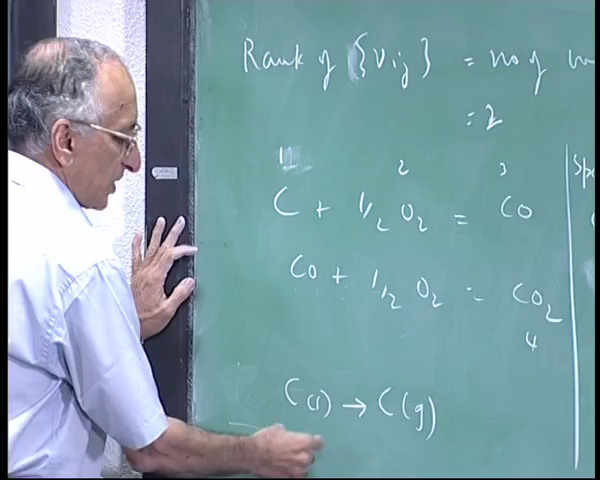 Rank of {νij} = no of
= 2
1 2 3
C + 1/2 O2 = CO
CO + 1/2 O2 = CO2
4
C(s) → C(g)